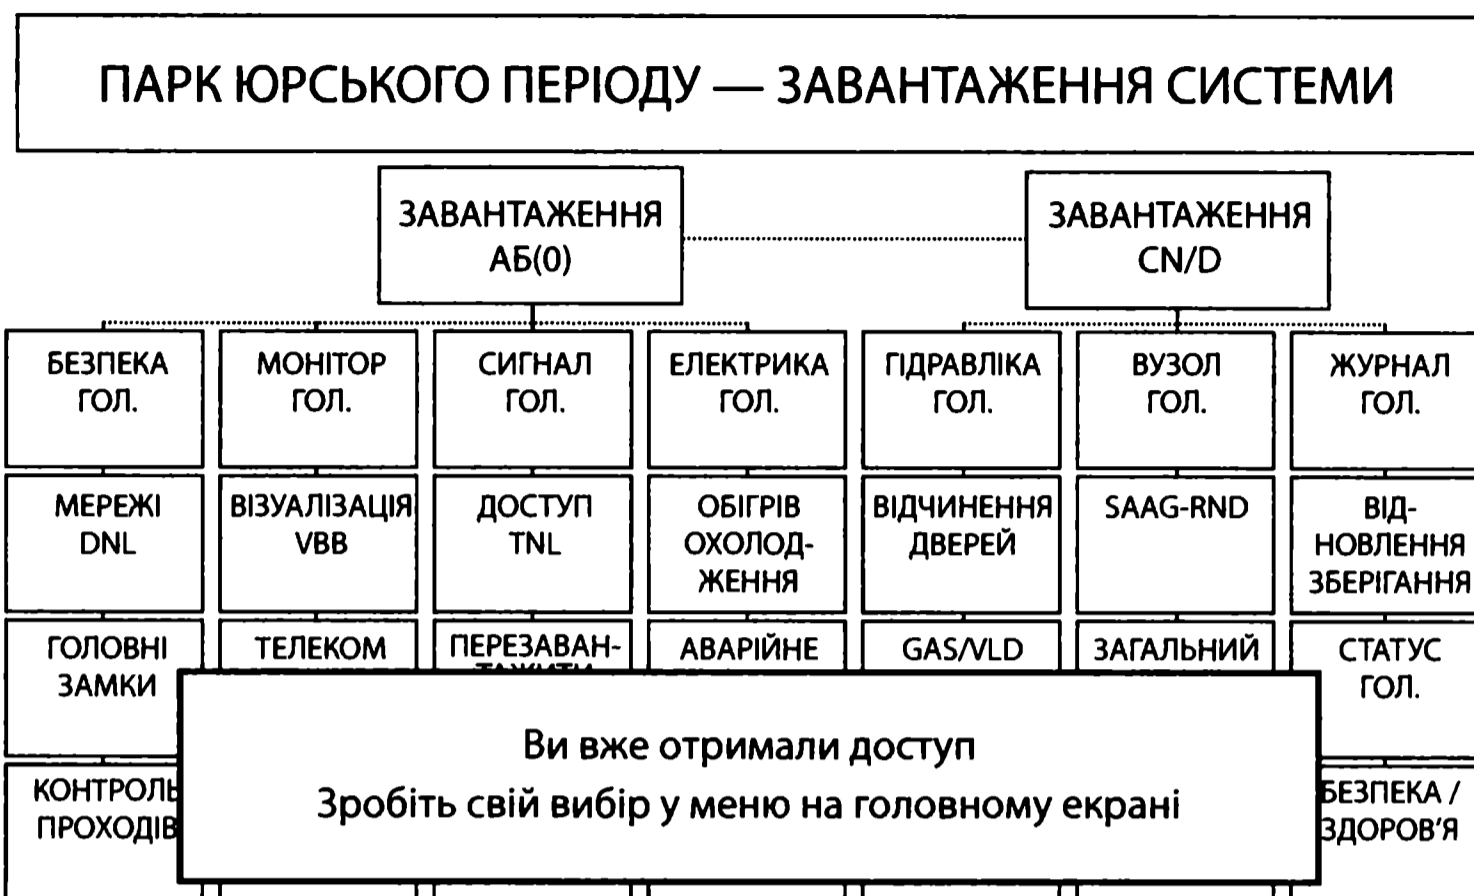 ПАРК ЮРСЬКОГО ПЕРІОДУ — ЗАВАНТАЖЕННЯ СИСТЕМИ
ЗАВАНТАЖЕННЯ
АБ(0)
ЗАВАНТАЖЕННЯ
CN/D
БЕЗПЕКА
ГОЛ.
МОНІТОР
ГОЛ.
СИГНАЛ
ГОЛ.
ЕЛЕКТРИКА
ГОЛ.
ГІДРАВЛІКА
ГОЛ.
ВУЗОЛ
ГОЛ.
ЖУРНАЛ
ГОЛ.
МЕРЕЖІ
DNL
ВІЗУАЛІЗАЦІЯ
VBB
ДОСТУП
TNL
ОБІГРІВ
ОХОЛОД-
ЖЕННЯ
ВІДЧИНЕННЯ
ДВЕРЕЙ
SAAG-RND
ВІД-
НОВЛЕННЯ
ЗБЕРІГАННЯ
ГОЛОВНІ
ЗАМКИ
ТЕЛЕКОМ
ПЕРЕЗАВАН-
ТАЖИТИ
АВАРІЙНЕ
GAS/VLD
ЗАГАЛЬНИЙ
СТАТУС
ГОЛ.
КОНТРОЛЬ
ПРОХОДІВ
Ви вже отримали доступ
Зробіть свій вибір у меню на головному екрані
БЕЗПЕКА /
ЗДОРОВ'Я